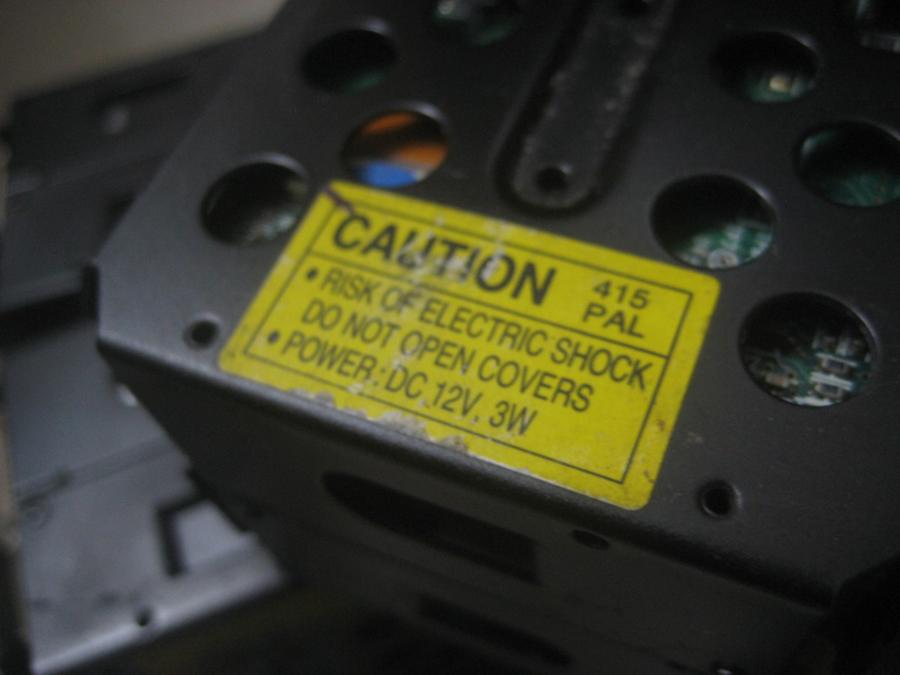 CAUTION
415
PAL
• RISK OF ELECTRIC SHOCK
DO NOT OPEN COVERS
• POWER: DC 12V, 3W